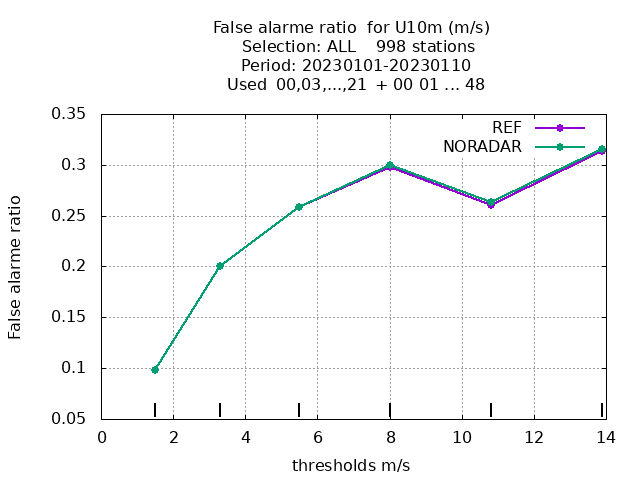 False alarme ratio  for U10m (m/s)
Selection: ALL    998 stations
Period: 20230101-20230110
Used  00,03,...,21  + 00 01 ... 48
REF
NORADAR
False alarme ratio
0.35
0.3
0.25
0.2
0.15
0.1
0.05
0 2 4 6 8 10 12 14
thresholds m/s